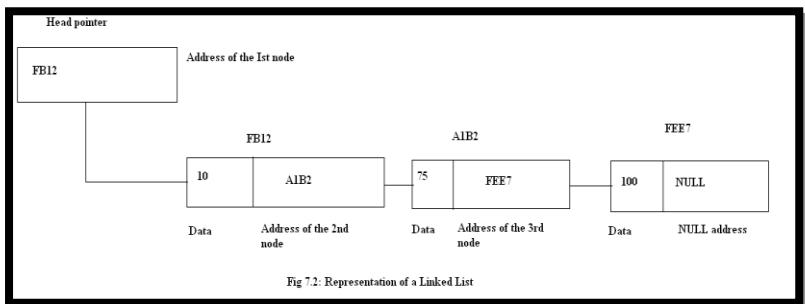 Head pointer
Address of the Ist node
FB12
FB12
A1B2
FEE7
10
A1B2
75
FEE7
100
NULL
Data
Address of the 2nd
node
Data
Address of the 3rd
node
Data
NULL address
Fig 7.2: Representation of a Linked List